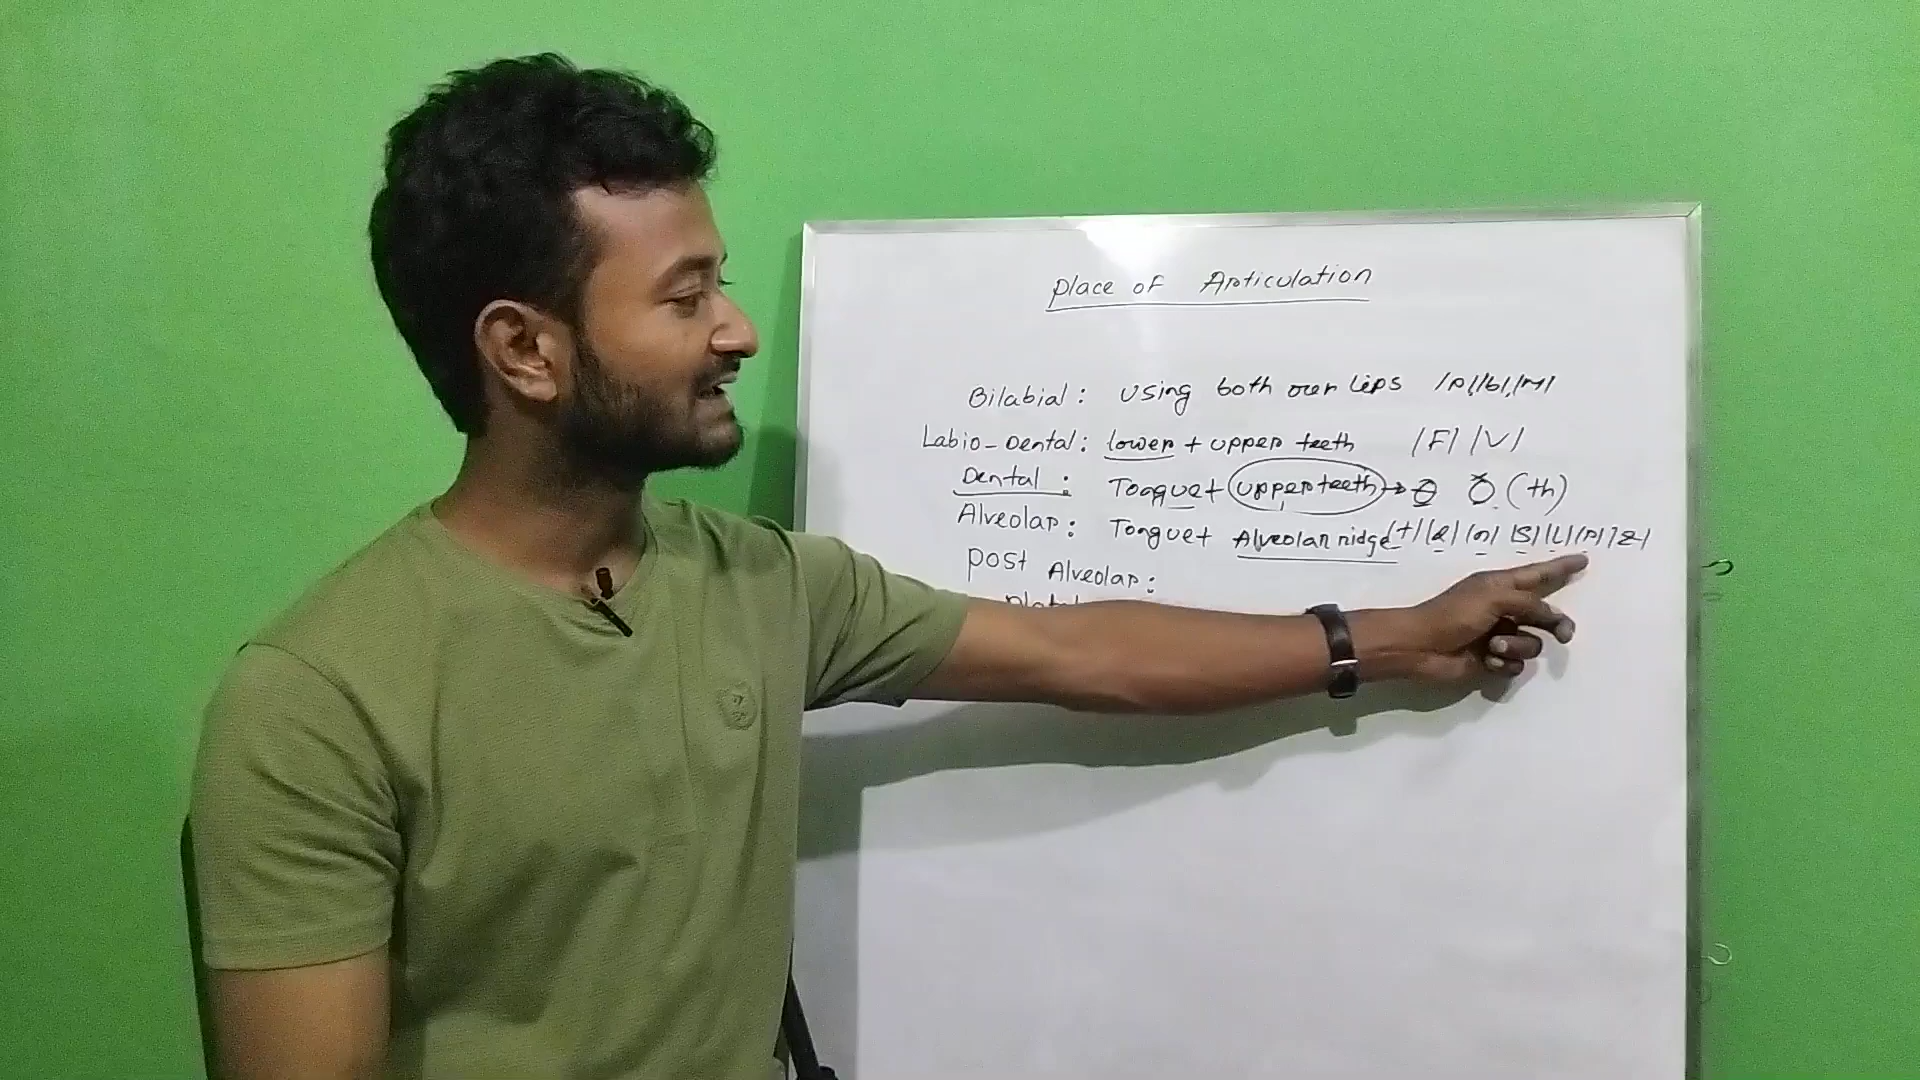 Place of Articulation
Bilabial: Using both our Lips /p/,/b/,/m/
Labio-Dental: lower + upper teeth /F/ /V/
Dental: Tongue+ upper teeth → θ ð (th)
Alveolar: Tongue+ Alveolar ridge /t/ /d/ /n/ /S/ /L/ /r/ /z/
post Alveolar: